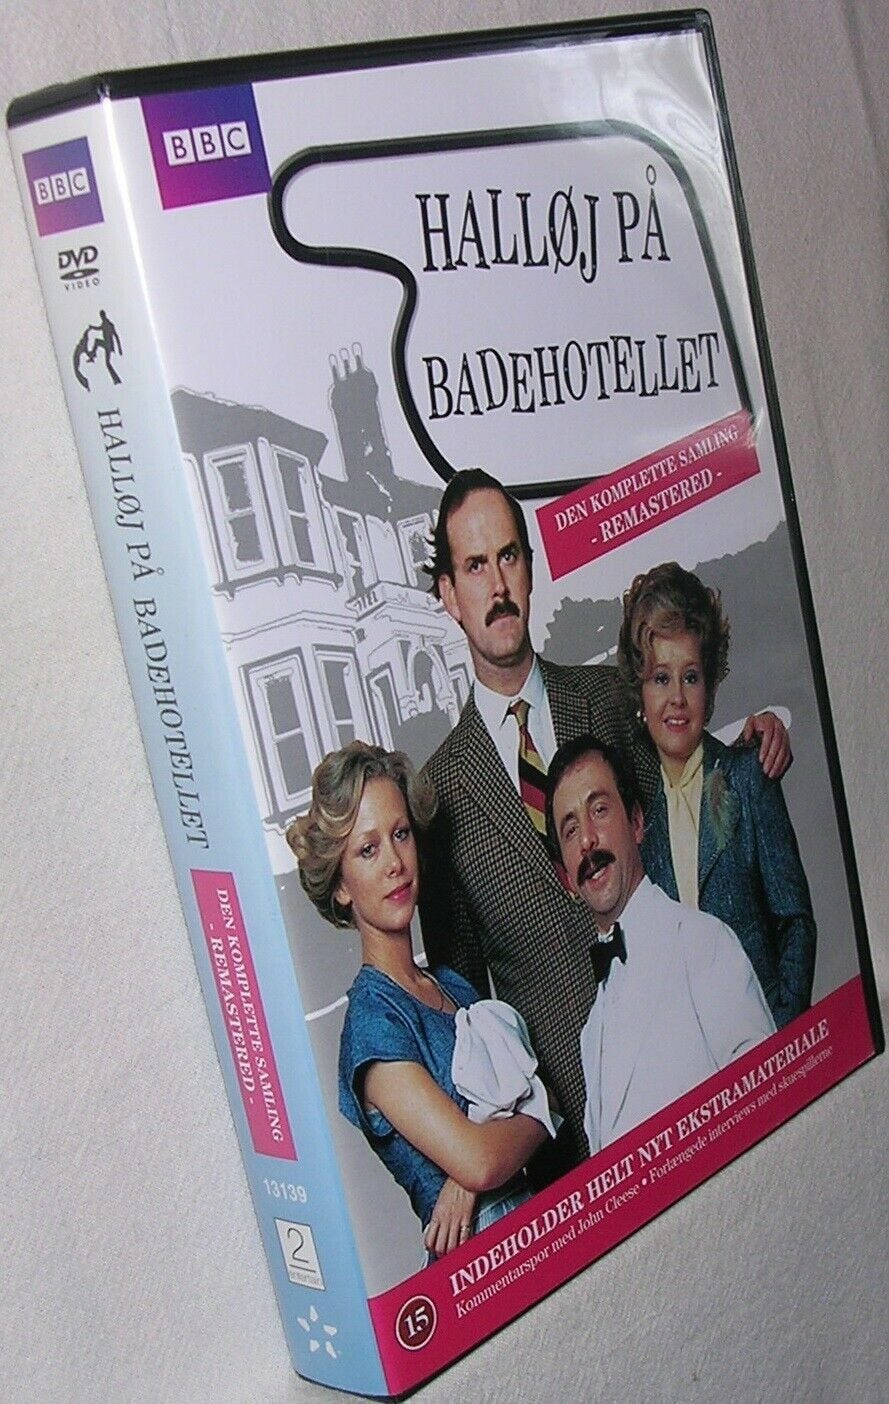 BBC
DVD
VIDEO
HALLØJ PÅ BADEHOTELLET
DEN KOMPLETTE SAMLING
- REMASTERED -
13139
2
BBC
HALLØJ PÅ
BADEHOTELLET
DEN KOMPLETTE SAMLING
- REMASTERED -
15
INDEHOLDER HELT NYT EKSTRAMATERIALE
Kommentarspor med John Cleese • Forlængede interviews med skuespillerne